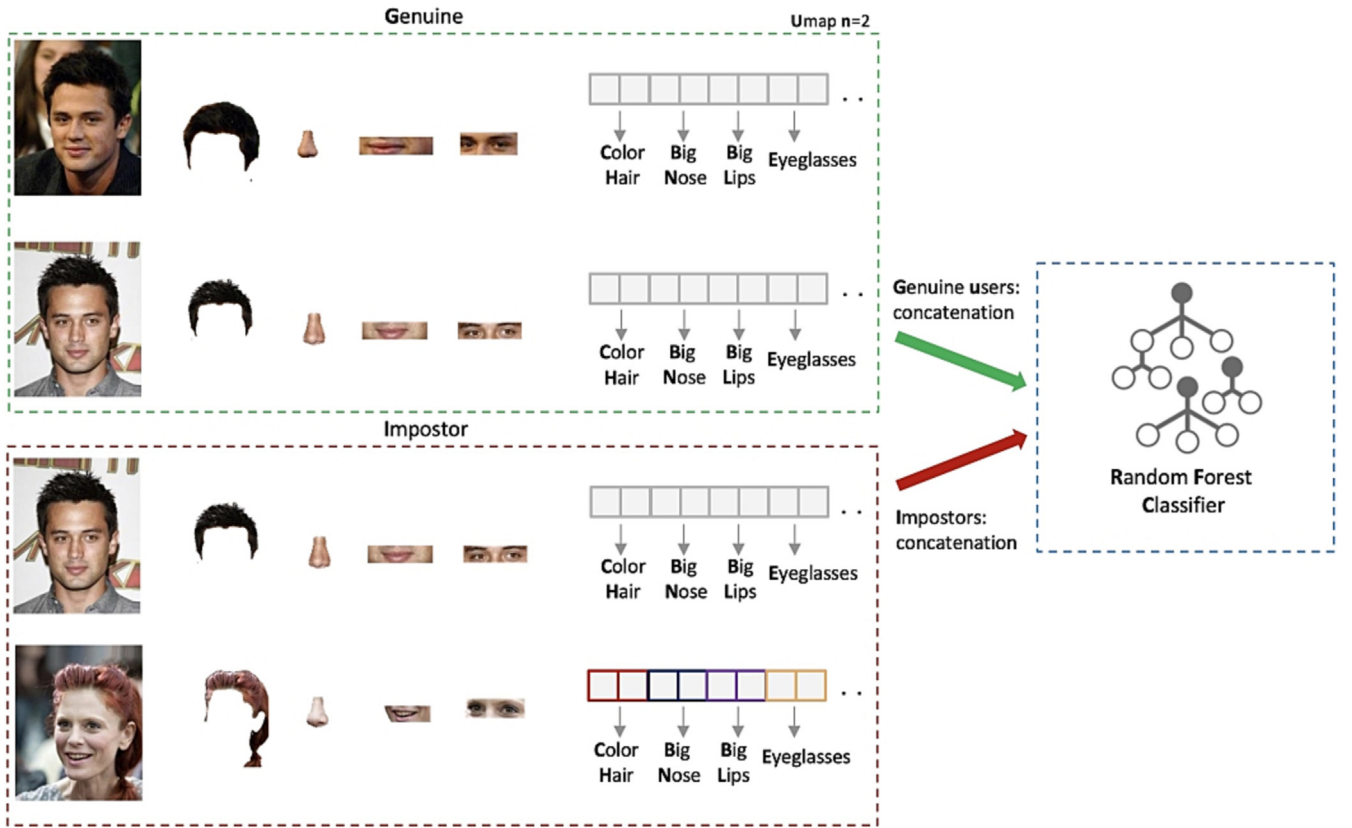 Genuine
Umap n=2
. .
Color
Hair
Big
Nose
Big
Lips
Eyeglasses
. .
Color
Hair
Big
Nose
Big
Lips
Eyeglasses
Genuine users:
concatenation
Impostor
. .
Color
Hair
Big
Nose
Big
Lips
Eyeglasses
Impostors:
concatenation
Random Forest
Classifier
. .
Color
Hair
Big
Nose
Big
Lips
Eyeglasses